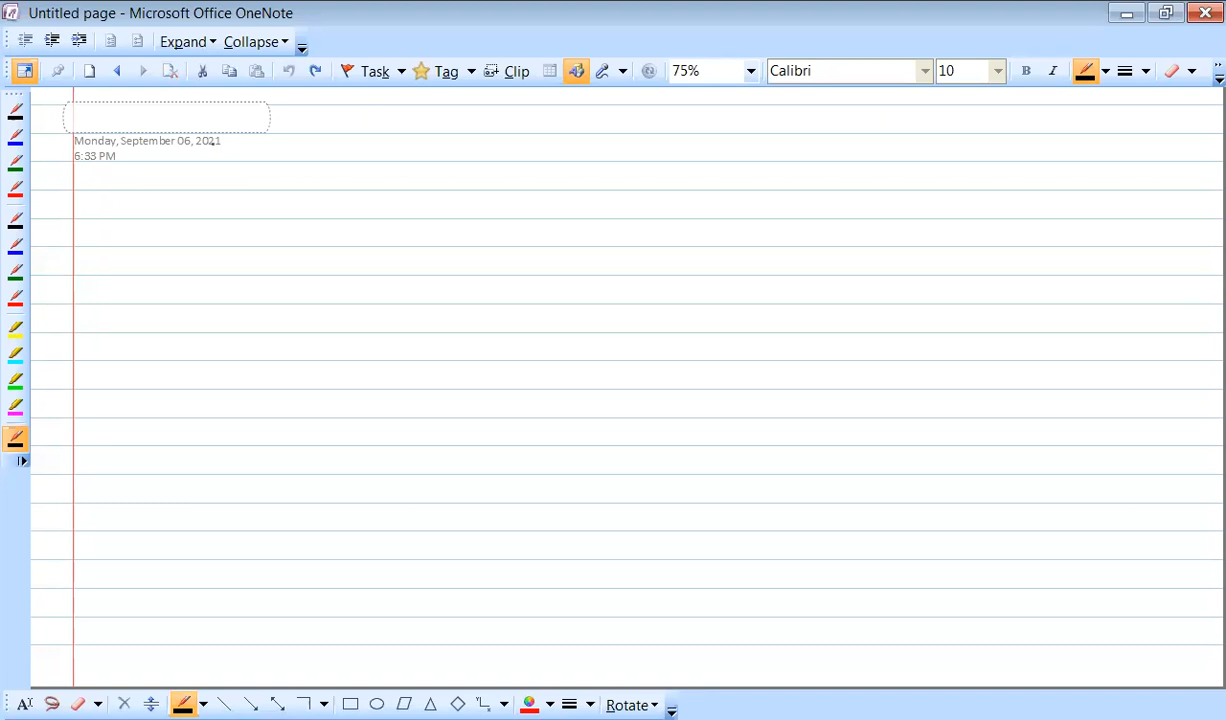 Untitled page - Microsoft Office OneNote
Expand Collapse
Task Tag Clip 75% Calibri 10 B I
Monday, September 06, 2021
6:33 PM
Rotate